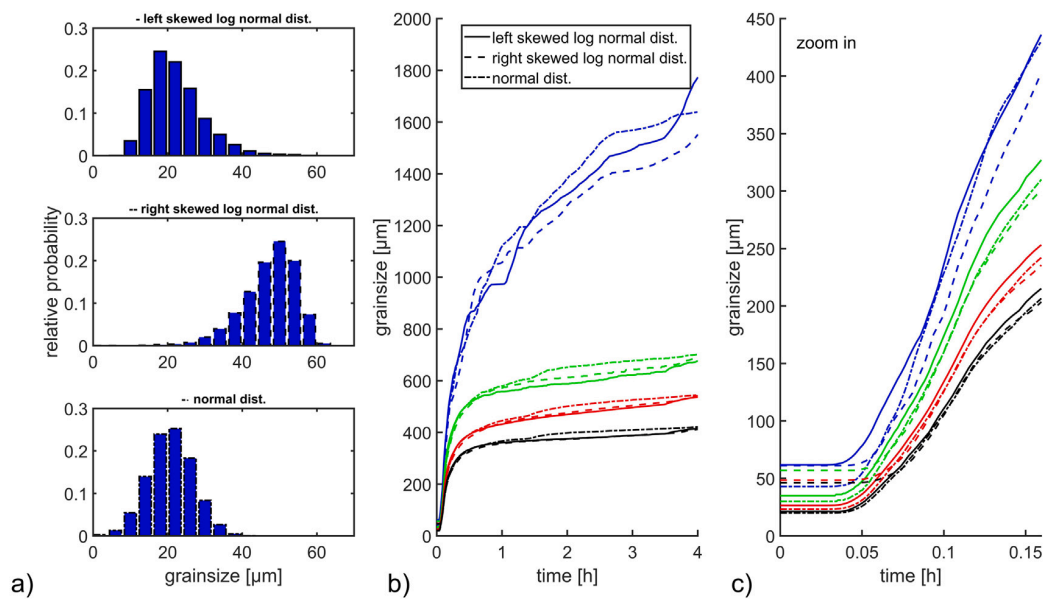 - left skewed log normal dist.
0.3
0.2
0.1
0
0 20 40 60
-- right skewed log normal dist.
0.3
0.2
0.1
0
0 20 40 60
relative probability
-· normal dist.
0.3
0.2
0.1
0
0 20 40 60
grainsize [µm]
a)
2000
1800
1600
1400
1200
1000
800
600
400
200
0
grainsize [µm]
left skewed log normal dist.
right skewed log normal dist.
normal dist.
0 1 2 3 4
time [h]
b)
450
400
350
300
250
200
150
100
50
0
grainsize [µm]
zoom in
0 0.05 0.1 0.15
time [h]
c)